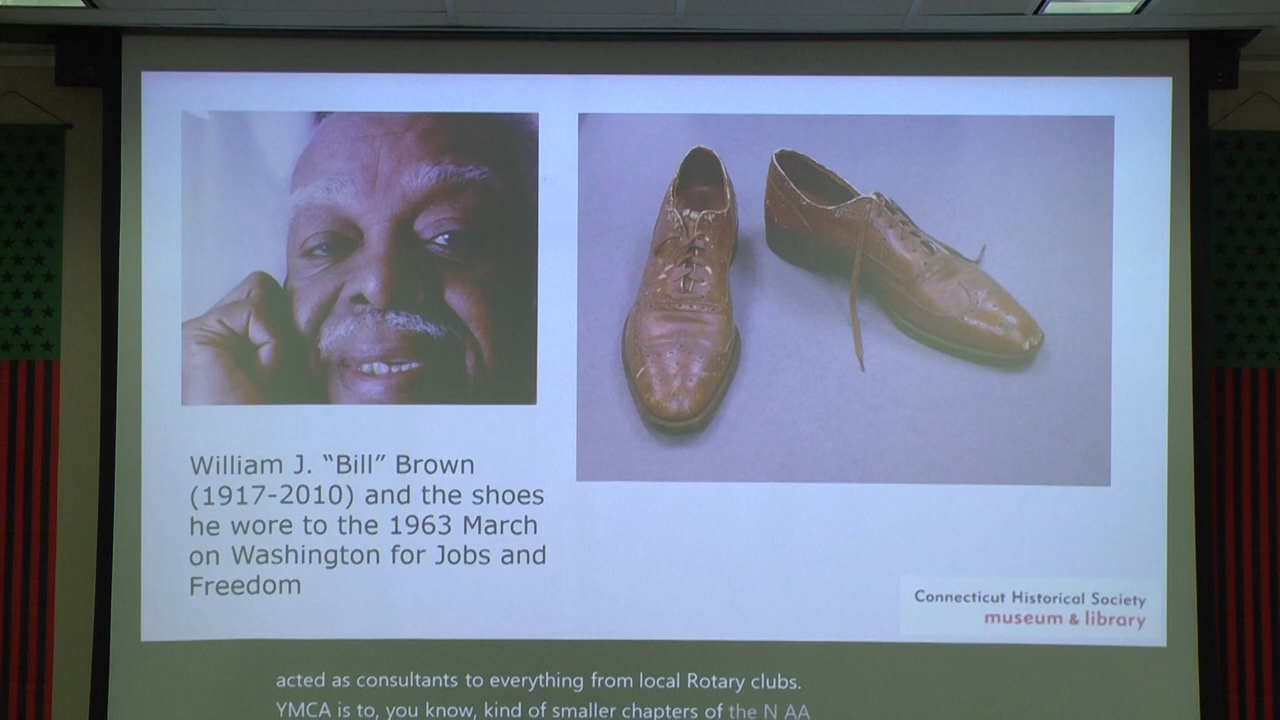 William J. “Bill” Brown
(1917-2010) and the shoes
he wore to the 1963 March
on Washington for Jobs and
Freedom
Connecticut Historical Society
museum & library
acted as consultants to everything from local Rotary clubs.
YMCA is to, you know, kind of smaller chapters of the N AA